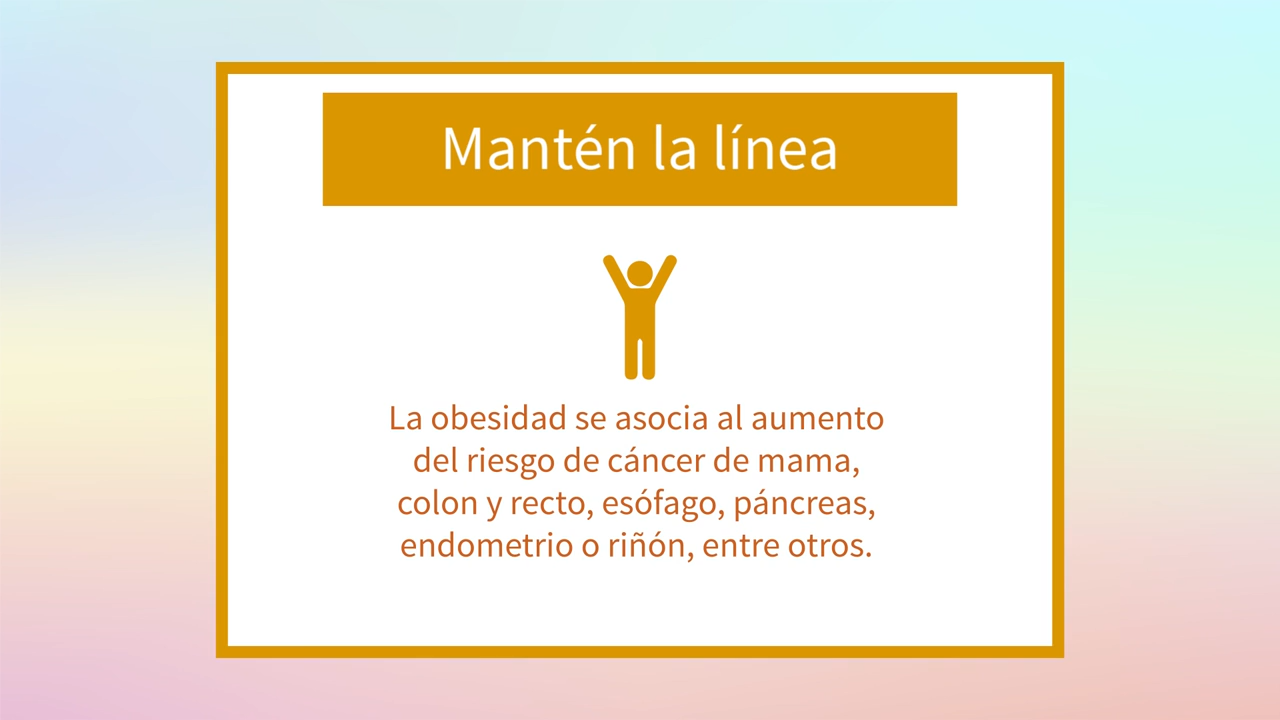 Mantén la línea
La obesidad se asocia al aumento
del riesgo de cáncer de mama,
colon y recto, esófago, páncreas,
endometrio o riñón, entre otros.